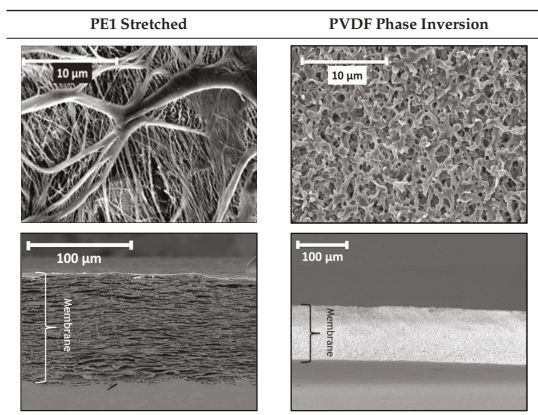 PE1 Stretched
PVDF Phase Inversion
10 µm
10 µm
100 µm
Membrane
100 µm
Membrane